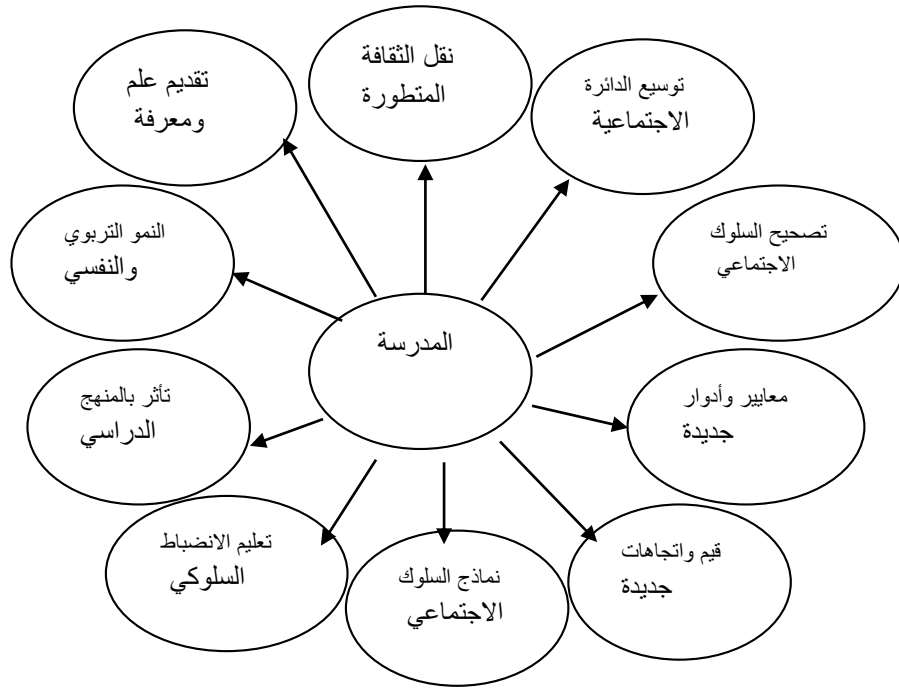 نقل الثقافة
المتطورة
توسيع الدائرة
الاجتماعية
تصحيح السلوك
الاجتماعي
معايير وأدوار
جديدة
قيم واتجاهات
جديدة
نماذج السلوك
الاجتماعي
تعليم الانضباط
السلوكي
تأثر بالمنهج
الدراسي
النمو التربوي
والنفسي
تقديم علم
ومعرفة
المدرسة